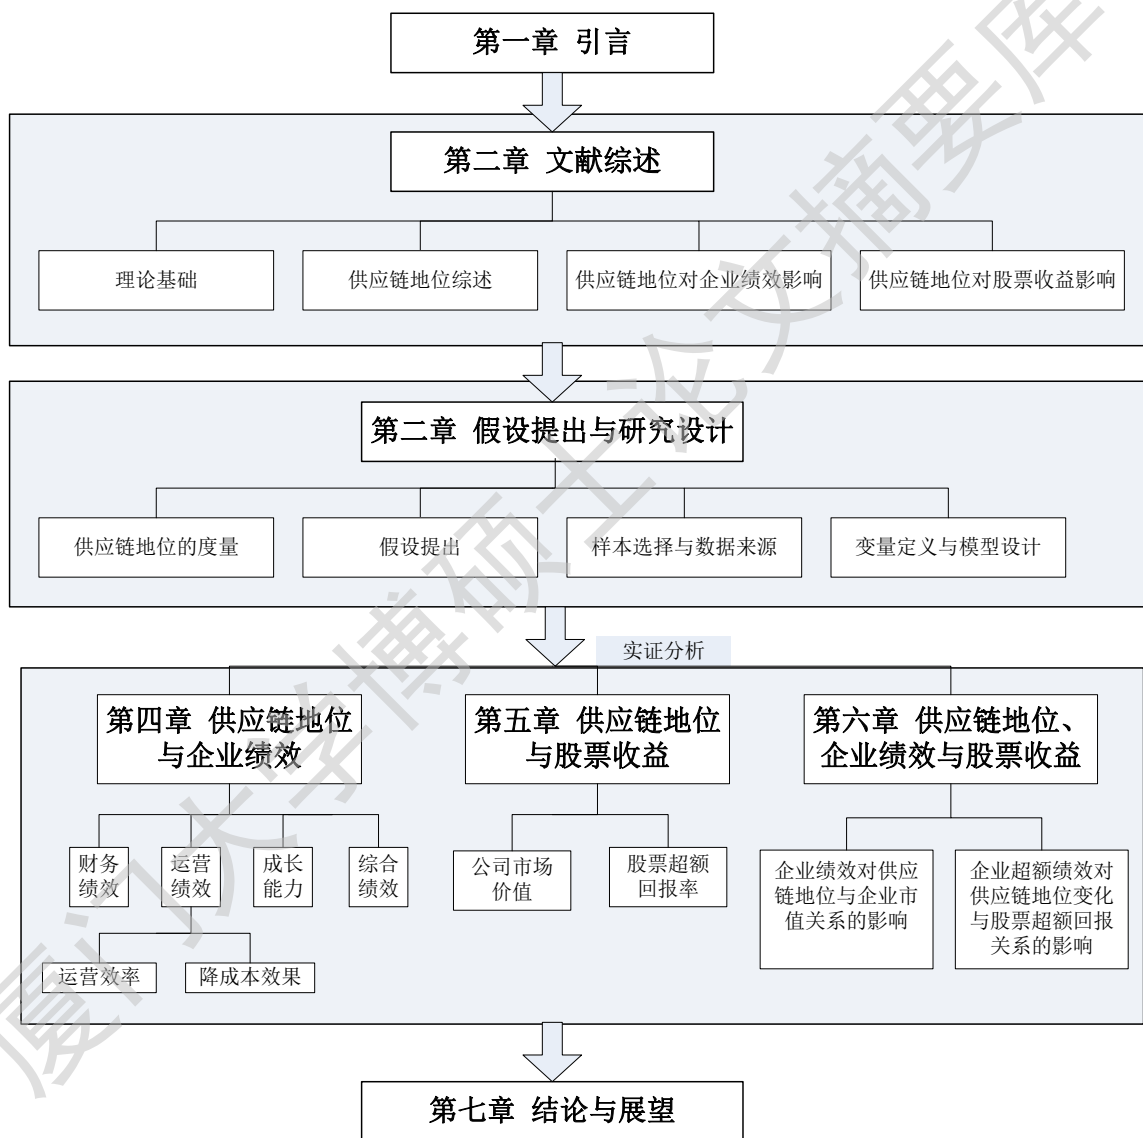 第一章 引言
第二章 文献综述
理论基础
供应链地位综述
供应链地位对企业绩效影响
供应链地位对股票收益影响
第二章 假设提出与研究设计
供应链地位的度量
假设提出
样本选择与数据来源
变量定义与模型设计
实证分析
第四章 供应链地位
与企业绩效
第五章 供应链地位
与股票收益
第六章 供应链地位、
企业绩效与股票收益
财务
绩效
运营
绩效
成长
能力
综合
绩效
公司市场
价值
股票超额
回报率
企业绩效对供应
链地位与企业市
值关系的影响
企业超额绩效对
供应链地位变化
与股票超额回报
关系的影响
运营效率
降成本效果
第七章 结论与展望
厦门大学博硕士论文摘要库